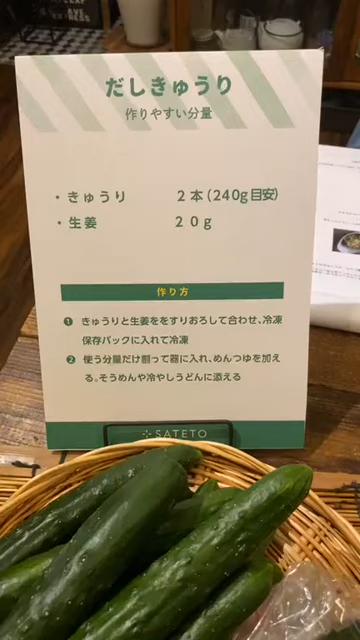 だしきゅうり
作りやすい分量
・きゅうり　2本(240g目安)
・生姜　20g
作り方
❶ きゅうりと生姜ををすりおろして合わせ、冷凍
保存パックに入れて冷凍
❷ 使う分量だけ割って器に入れ、めんつゆを加え
る。そうめんや冷やしうどんに添える
SATETO